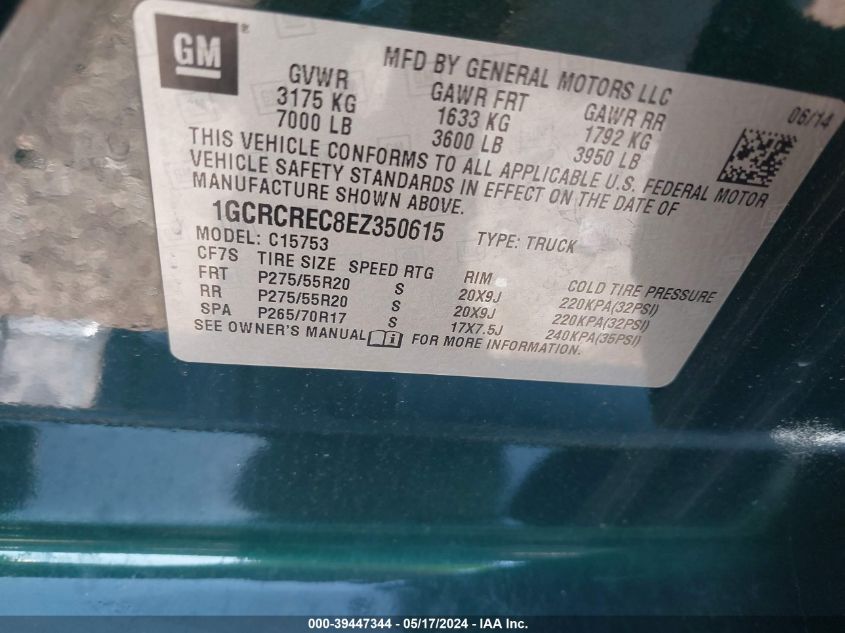 GM
MFD BY GENERAL MOTORS LLC
GVWR GAWR FRT GAWR RR 06/14
3175 KG 1633 KG 1792 KG
7000 LB 3600 LB 3950 LB
THIS VEHICLE CONFORMS TO ALL APPLICABLE U.S. FEDERAL MOTOR
VEHICLE SAFETY STANDARDS IN EFFECT ON THE DATE OF
MANUFACTURE SHOWN ABOVE.
1GCRCREC8EZ350615 TYPE: TRUCK
MODEL: C15753
CF7S TIRE SIZE SPEED RTG RIM COLD TIRE PRESSURE
FRT P275/55R20 S 20X9J 220KPA(32PSI)
RR P275/55R20 S 20X9J 220KPA(32PSI)
SPA P265/70R17 S 17X7.5J 240KPA(35PSI)
SEE OWNER'S MANUAL FOR MORE INFORMATION.
000-39447344 - 05/17/2024 - IAAI, Inc.